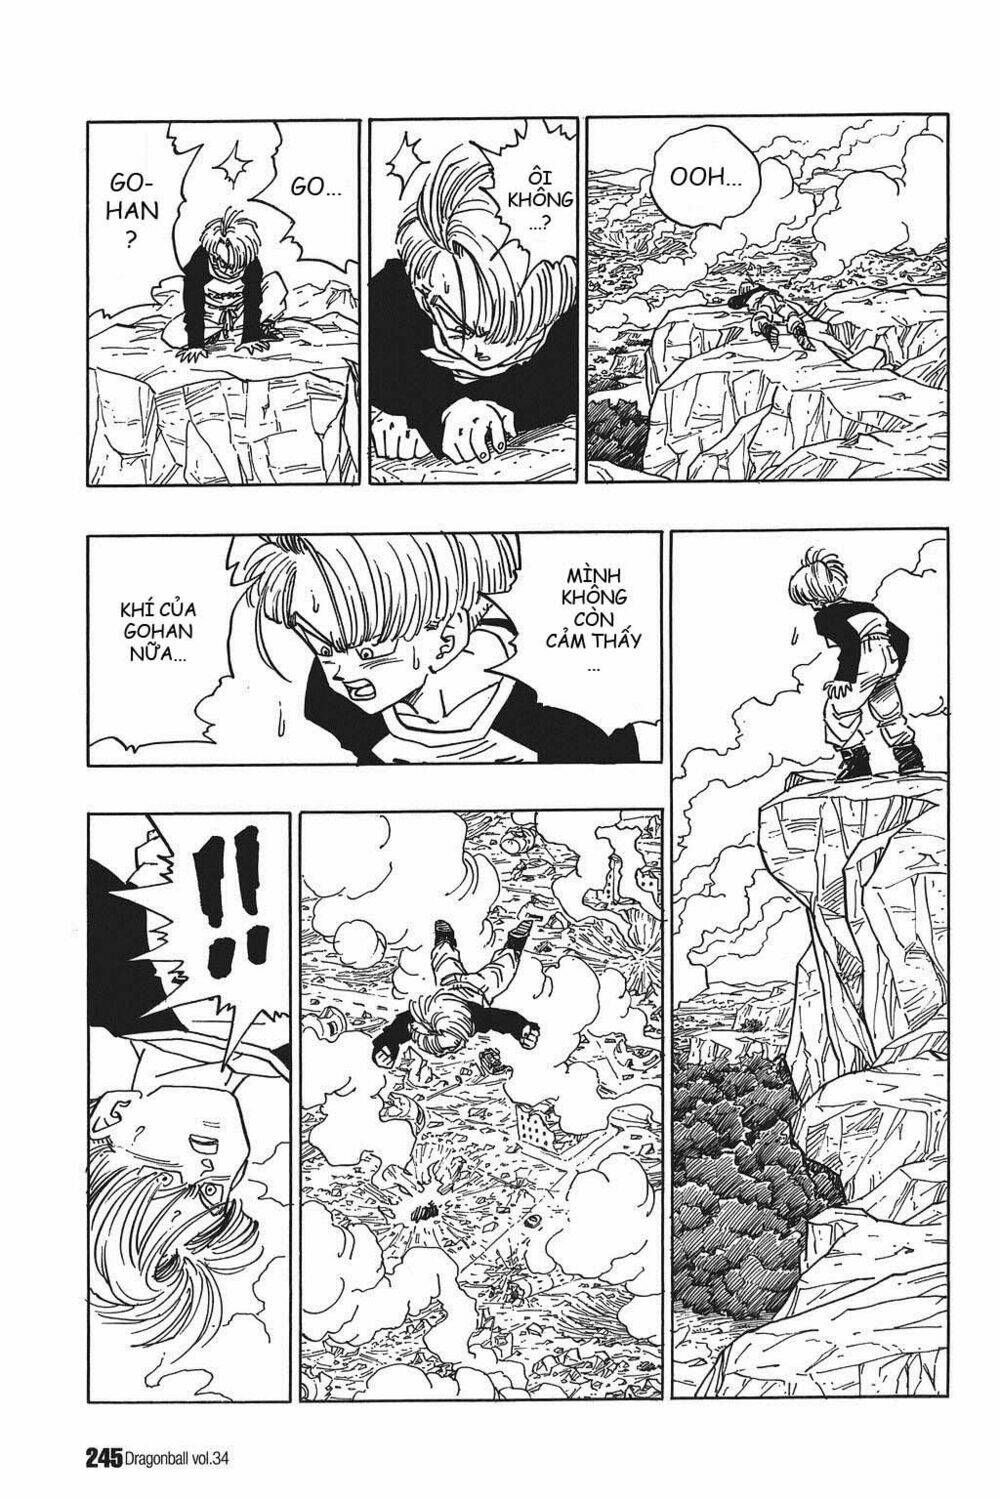 OOH...
ÔI
KHÔNG
...?
GO...
GO-
HAN
?
MÌNH
KHÔNG
CÒN
CẢM THẤY
...
KHÍ CỦA
GOHAN
NỮA...
!!
245 Dragonball vol.34